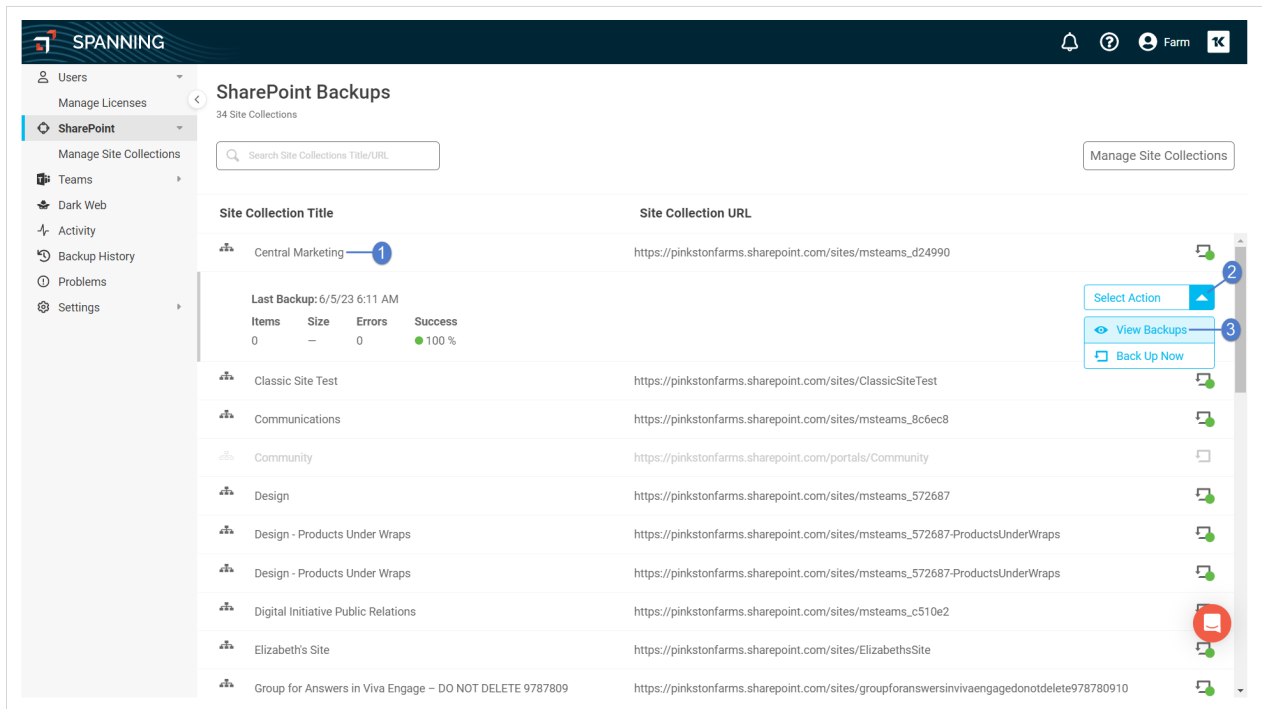 SPANNING
Farm
Users
Manage Licenses
SharePoint
Manage Site Collections
Teams
Dark Web
Activity
Backup History
Problems
Settings
SharePoint Backups
34 Site Collections
Search Site Collections Title/URL
Manage Site Collections
Site Collection Title Site Collection URL
Central Marketing 1 https://pinkstonfarms.sharepoint.com/sites/msteams_d24990
2
Last Backup: 6/5/23 6:11 AM Select Action
Items Size Errors Success
0 — 0 100 %
View Backups 3
Back Up Now
Classic Site Test https://pinkstonfarms.sharepoint.com/sites/ClassicSiteTest
Communications https://pinkstonfarms.sharepoint.com/sites/msteams_8c6ec8
Community https://pinkstonfarms.sharepoint.com/portals/Community
Design https://pinkstonfarms.sharepoint.com/sites/msteams_572687
Design - Products Under Wraps https://pinkstonfarms.sharepoint.com/sites/msteams_572687-ProductsUnderWraps
Design - Products Under Wraps https://pinkstonfarms.sharepoint.com/sites/msteams_572687-ProductsUnderWraps
Digital Initiative Public Relations https://pinkstonfarms.sharepoint.com/sites/msteams_c510e2
Elizabeth's Site https://pinkstonfarms.sharepoint.com/sites/ElizabethsSite
Group for Answers in Viva Engage – DO NOT DELETE 9787809 https://pinkstonfarms.sharepoint.com/sites/groupforanswersinvivaengagedonotdelete978780910